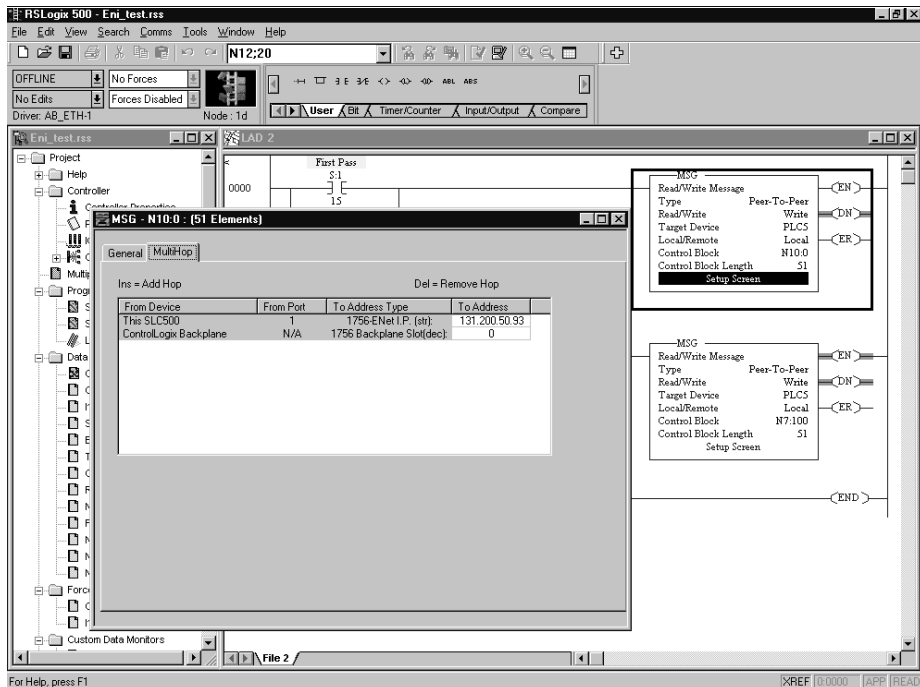 RSLogix 500 - Eni_test.rss
File Edit View Search Comms Tools Window Help
N12;20
OFFLINE
No Forces
No Edits
Forces Disabled
Driver: AB_ETH-1
Node : 1d
ABL ABS
User Bit Timer/Counter Input/Output Compare
Eni_test.rss
Project
Help
Controller
Controller Properties
Multip
Progr
Data
Force
Custom Data Monitors
LAD 2
First Pass
S:1
0000
15
MSG
Read/Write Message
Type Peer-To-Peer
Read/Write Write
Target Device PLC5
Local/Remote Local
Control Block N10:0
Control Block Length 51
Setup Screen
EN
DN
ER
MSG - N10:0 : (51 Elements)
General MultiHop
Ins = Add Hop Del = Remove Hop
From Device From Port To Address Type To Address
This SLC500 1 1756-ENet I.P. (str): 131.200.50.93
ControlLogix Backplane N/A 1756 Backplane Slot(dec): 0
MSG
Read/Write Message
Type Peer-To-Peer
Read/Write Write
Target Device PLC5
Local/Remote Local
Control Block N7:100
Control Block Length 51
Setup Screen
EN
DN
ER
END
File 2
For Help, press F1
XREF 0:0000 APP READ